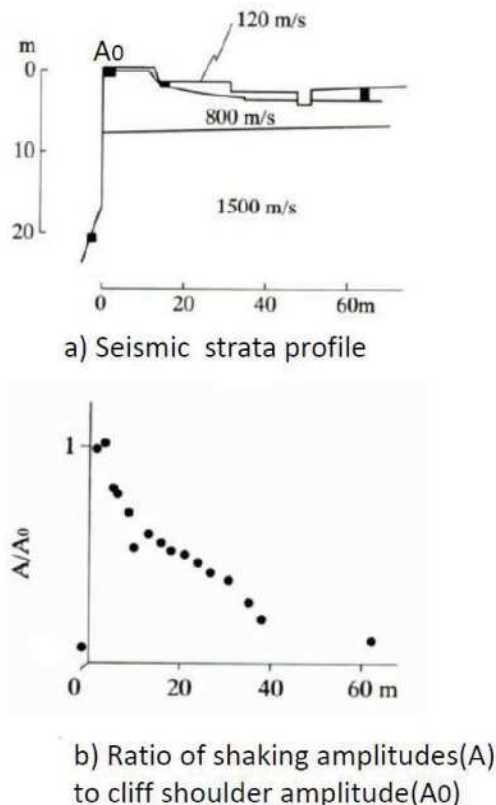 m
A0
120 m/s
0
800 m/s
10
1500 m/s
20
0 20 40 60m
a) Seismic strata profile
1
A/A0
0 20 40 60 m
b) Ratio of shaking amplitudes(A)
to cliff shoulder amplitude(A0)